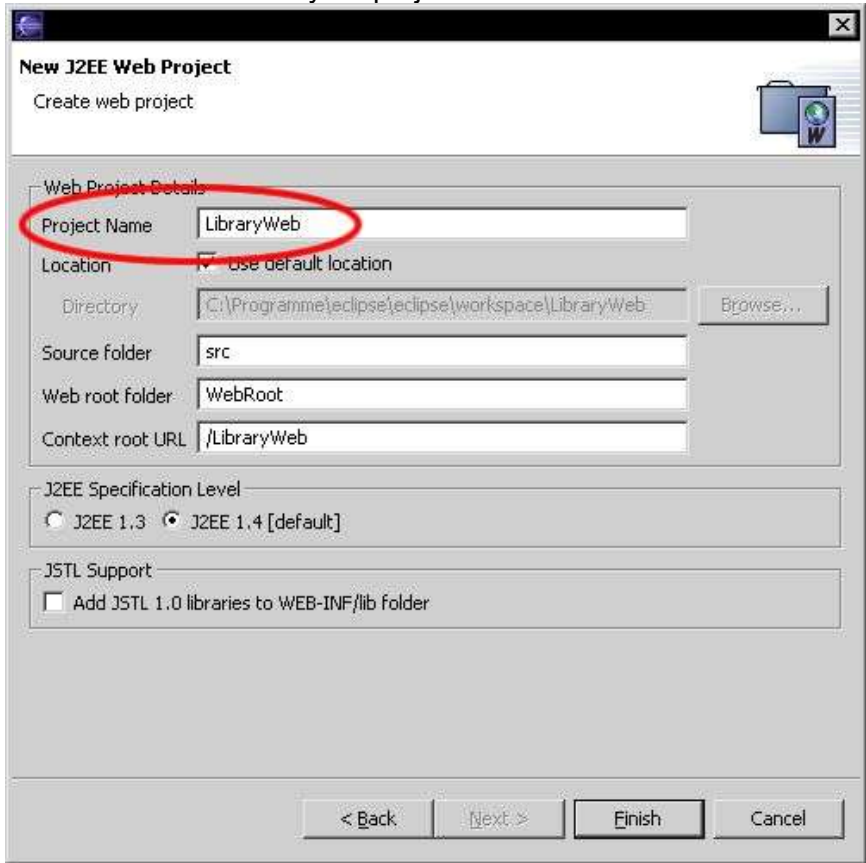 New J2EE Web Project
Create web project
Web Project Details
Project Name LibraryWeb
Location Use default location
Directory C:\Programme\eclipse\eclipse\workspace\LibraryWeb Browse...
Source folder src
Web root folder WebRoot
Context root URL /LibraryWeb
J2EE Specification Level
J2EE 1.3 J2EE 1.4 [default]
JSTL Support
Add JSTL 1.0 libraries to WEB-INF/lib folder
< Back Next > Finish Cancel